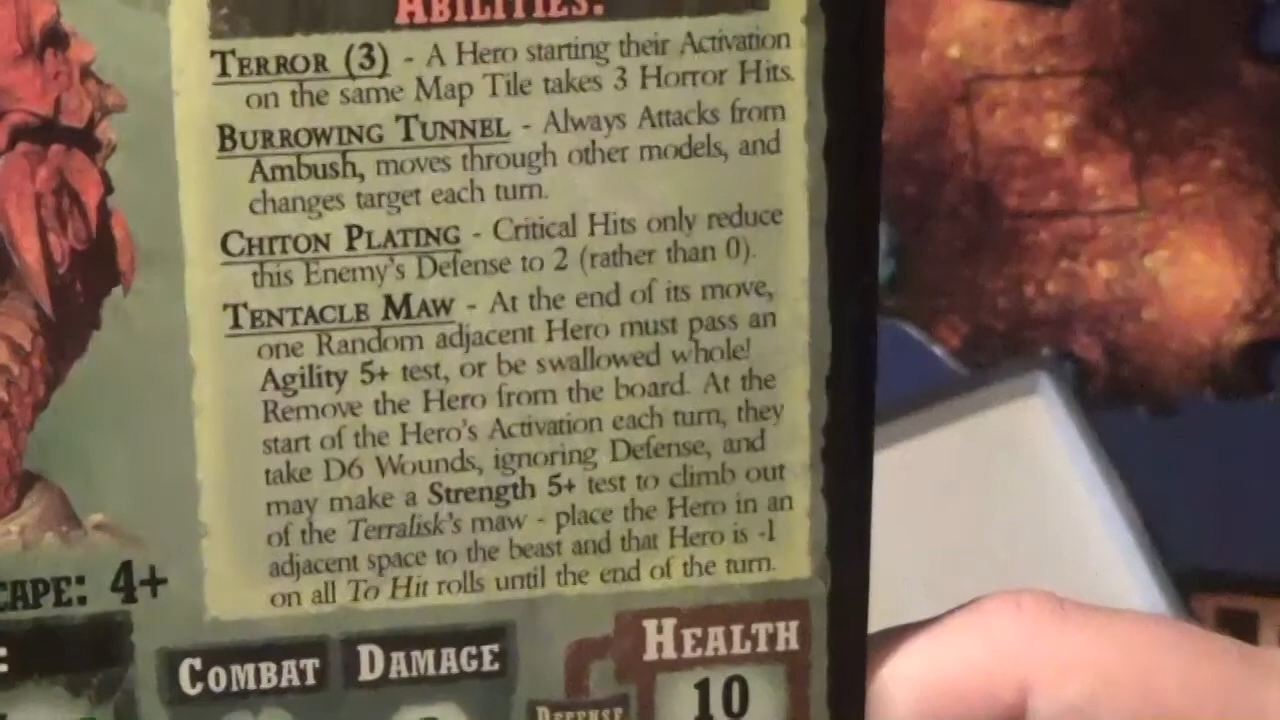 ABILITIES:
TERROR (3) - A Hero starting their Activation
on the same Map Tile takes 3 Horror Hits.
BURROWING TUNNEL - Always Attacks from
Ambush, moves through other models, and
changes target each turn.
CHITON PLATING - Critical Hits only reduce
this Enemy's Defense to 2 (rather than 0).
TENTACLE MAW - At the end of its move,
one Random adjacent Hero must pass an
Agility 5+ test, or be swallowed whole!
Remove the Hero from the board. At the
start of the Hero's Activation each turn, they
take D6 Wounds, ignoring Defense, and
may make a Strength 5+ test to climb out
of the Terralisk's maw - place the Hero in an
adjacent space to the beast and that Hero is -1
on all To Hit rolls until the end of the turn.
CAPE: 4+
:
COMBAT DAMAGE
HEALTH
10
DEFENSE